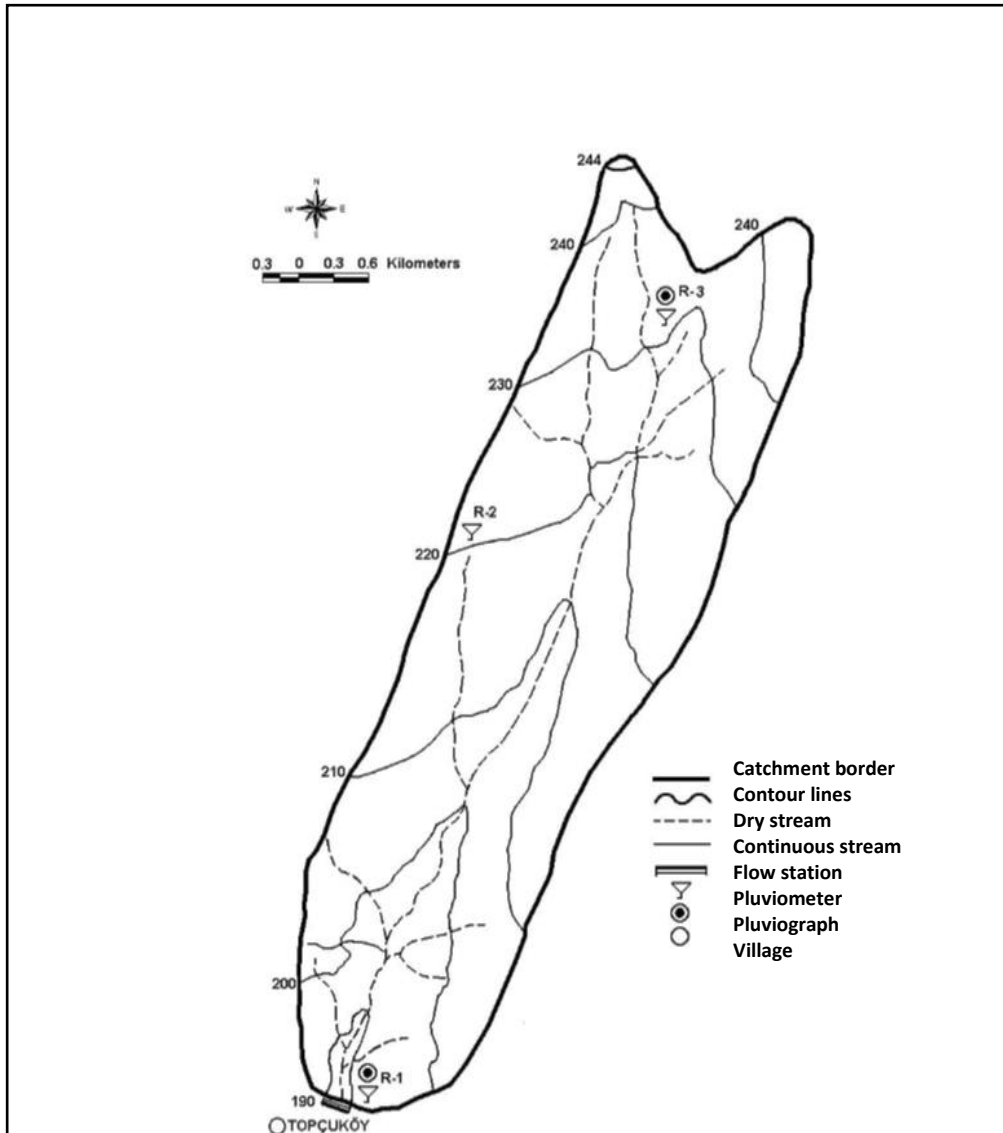 244
N
W E
S
240
240
0.3 0 0.3 0.6 Kilometers
R-3
230
R-2
220
210
Catchment border
Contour lines
Dry stream
Continuous stream
Flow station
Pluviometer
Pluviograph
Village
200
R-1
190
TOPÇUKÖY